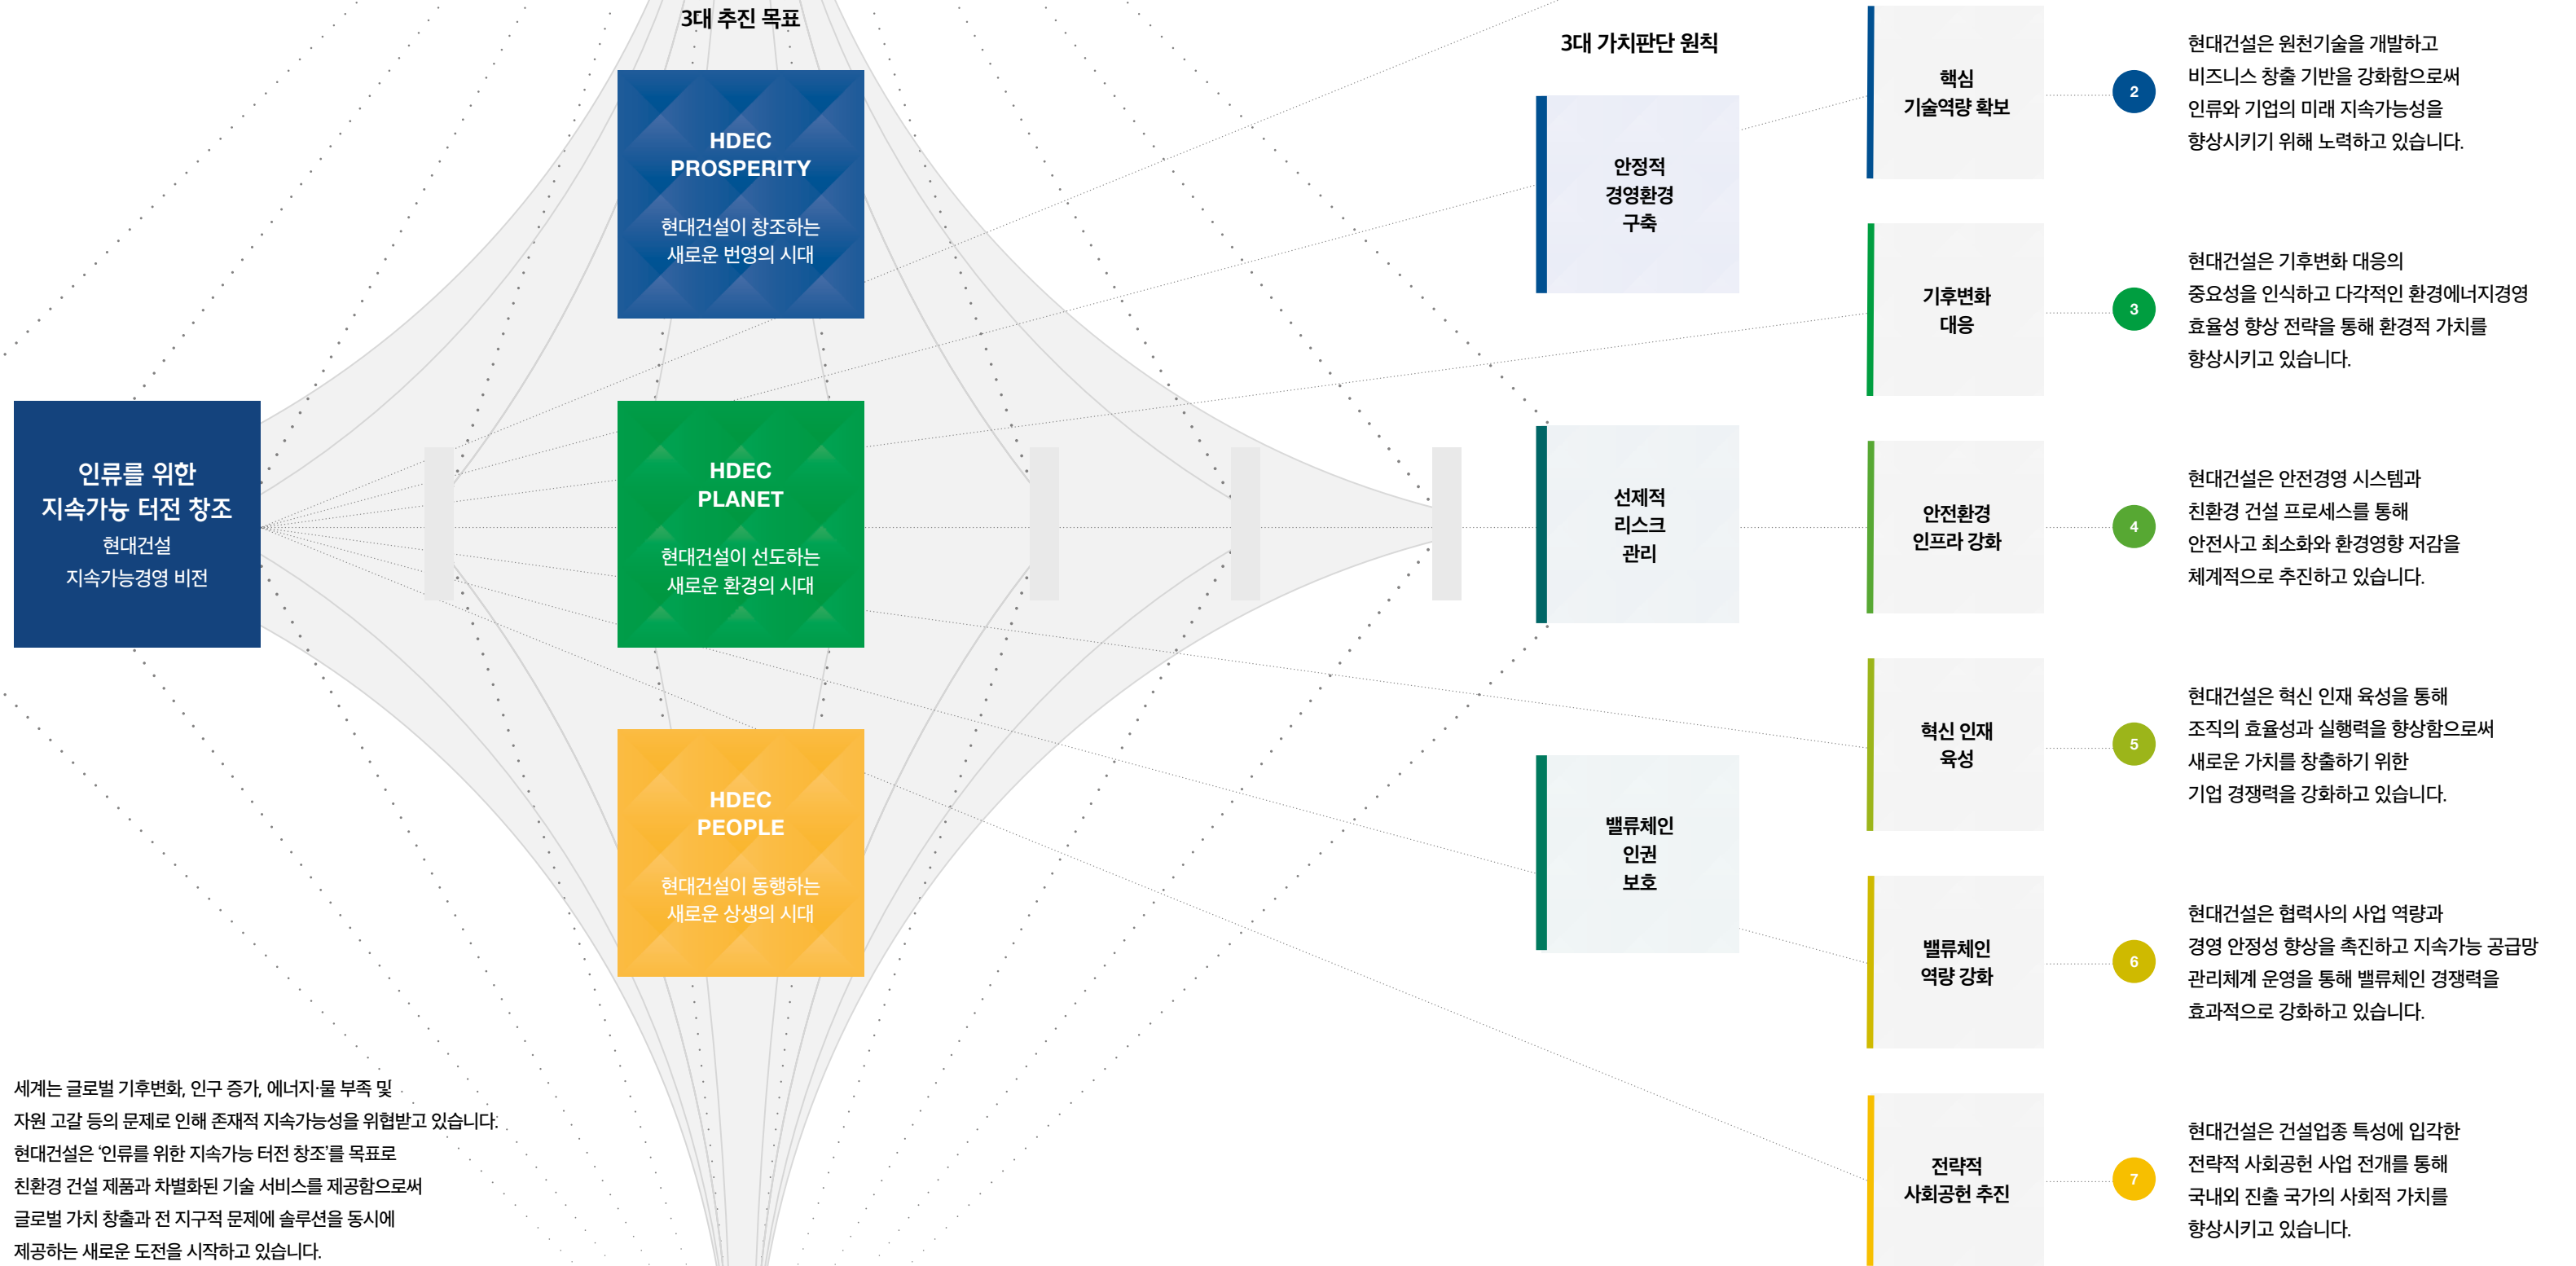 3대 추진 목표
HDEC
PROSPERITY
현대건설이 창조하는
새로운 번영의 시대
인류를 위한
지속가능 터전 창조
현대건설
지속가능경영 비전
HDEC
PLANET
현대건설이 선도하는
새로운 환경의 시대
HDEC
PEOPLE
현대건설이 동행하는
새로운 상생의 시대
세계는 글로벌 기후변화, 인구 증가, 에너지·물 부족 및
자원 고갈 등의 문제로 인해 존재적 지속가능성을 위협받고 있습니다.
현대건설은 ‘인류를 위한 지속가능 터전 창조’를 목표로
친환경 건설 제품과 차별화된 기술 서비스를 제공함으로써
글로벌 가치 창출과 전 지구적 문제에 솔루션을 동시에
제공하는 새로운 도전을 시작하고 있습니다.
3대 가치판단 원칙
안정적
경영환경
구축
선제적
리스크
관리
밸류체인
인권
보호
핵심
기술역량 확보
2
현대건설은 원천기술을 개발하고
비즈니스 창출 기반을 강화함으로써
인류와 기업의 미래 지속가능성을
향상시키기 위해 노력하고 있습니다.
기후변화
대응
3
현대건설은 기후변화 대응의
중요성을 인식하고 다각적인 환경에너지경영
효율성 향상 전략을 통해 환경적 가치를
향상시키고 있습니다.
안전환경
인프라 강화
4
현대건설은 안전경영 시스템과
친환경 건설 프로세스를 통해
안전사고 최소화와 환경영향 저감을
체계적으로 추진하고 있습니다.
혁신 인재
육성
5
현대건설은 혁신 인재 육성을 통해
조직의 효율성과 실행력을 향상함으로써
새로운 가치를 창출하기 위한
기업 경쟁력을 강화하고 있습니다.
밸류체인
역량 강화
6
현대건설은 협력사의 사업 역량과
경영 안정성 향상을 촉진하고 지속가능 공급망
관리체계 운영을 통해 밸류체인 경쟁력을
효과적으로 강화하고 있습니다.
전략적
사회공헌 추진
7
현대건설은 건설업종 특성에 입각한
전략적 사회공헌 사업 전개를 통해
국내외 진출 국가의 사회적 가치를
향상시키고 있습니다.